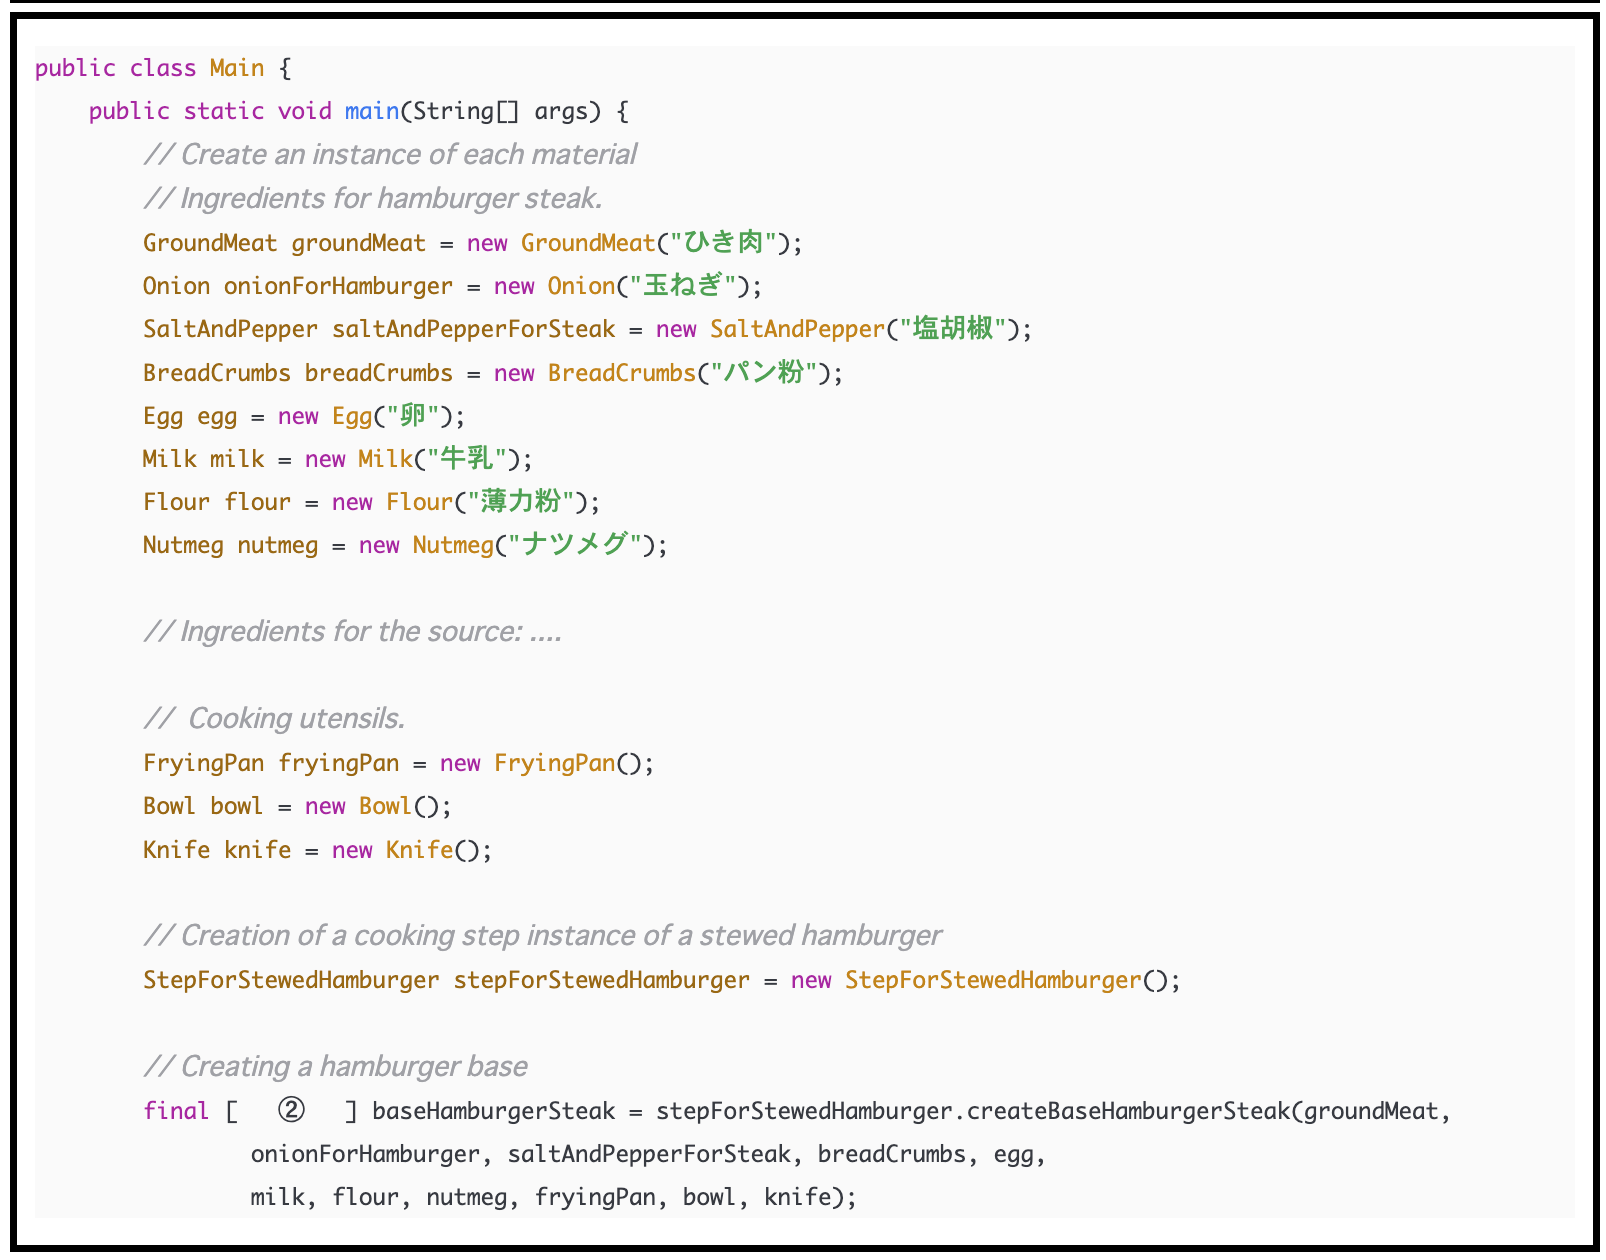 public class Main {
public static void main(String[] args) {
// Create an instance of each material
// Ingredients for hamburger steak.
GroundMeat groundMeat = new GroundMeat("ひき肉");
Onion onionForHamburger = new Onion("玉ねぎ");
SaltAndPepper saltAndPepperForSteak = new SaltAndPepper("塩胡椒");
BreadCrumbs breadCrumbs = new BreadCrumbs("パン粉");
Egg egg = new Egg("卵");
Milk milk = new Milk("牛乳");
Flour flour = new Flour("薄力粉");
Nutmeg nutmeg = new Nutmeg("ナツメグ");
// Ingredients for the source: ....
//  Cooking utensils.
FryingPan fryingPan = new FryingPan();
Bowl bowl = new Bowl();
Knife knife = new Knife();
// Creation of a cooking step instance of a stewed hamburger
StepForStewedHamburger stepForStewedHamburger = new StepForStewedHamburger();
// Creating a hamburger base
final [   ②   ] baseHamburgerSteak = stepForStewedHamburger.createBaseHamburgerSteak(groundMeat,
onionForHamburger, saltAndPepperForSteak, breadCrumbs, egg,
milk, flour, nutmeg, fryingPan, bowl, knife);